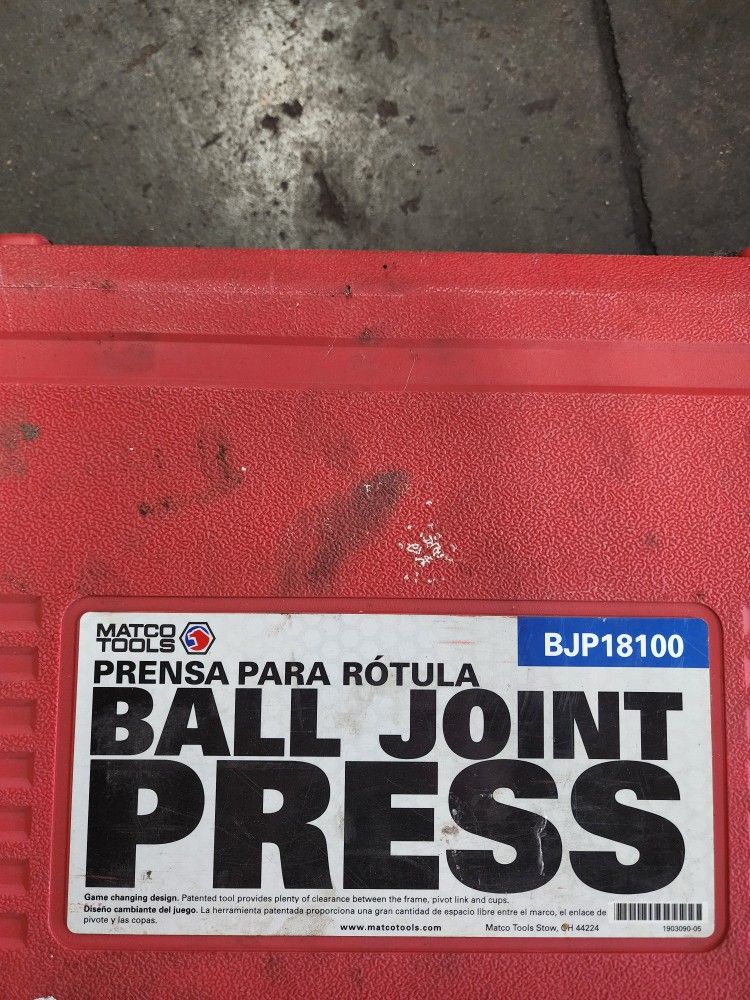 MATCO
TOOLS
BJP18100
PRENSA PARA RÓTULA
BALL JOINT
PRESS
Game changing design. Patented tool provides plenty of clearance between the frame, pivot link and cups.
Diseño cambiante del juego. La herramienta patentada proporciona una gran cantidad de espacio libre entre el marco, el enlace de
pivote y las copas.
www.matcotools.com
Matco Tools Stow, OH 44224
1903090-05